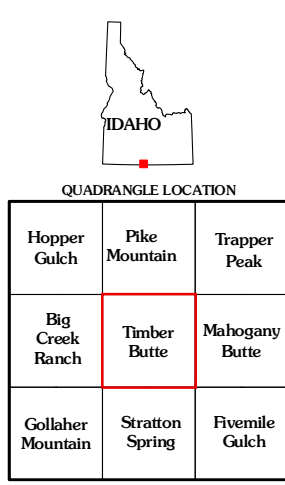 IDAHO
QUADRANGLE LOCATION
Hopper
Gulch
Pike
Mountain
Trapper
Peak
Big
Creek
Ranch
Timber
Butte
Mahogany
Butte
Gollaher
Mountain
Stratton
Spring
Fivemile
Gulch